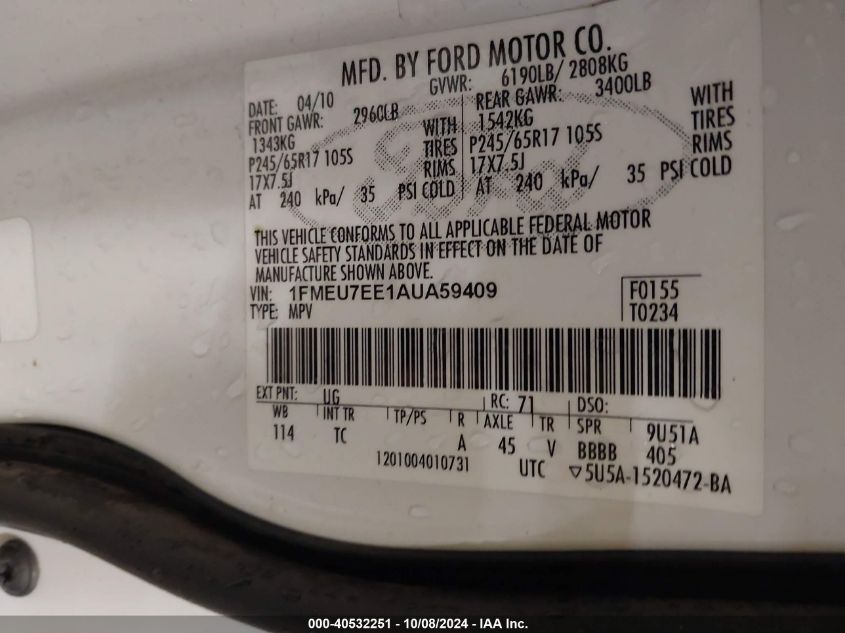 MFD. BY FORD MOTOR CO.
DATE: 04/10 GVWR: 6190LB/ 2808KG
FRONT GAWR: 2960LB REAR GAWR: 3400LB
1343KG WITH 1542KG WITH
P245/65R17 105S TIRES P245/65R17 105S TIRES
17X7.5J RIMS 17X7.5J RIMS
AT 240 kPa/ 35 PSI COLD AT 240 kPa/ 35 PSI COLD
Ford
THIS VEHICLE CONFORMS TO ALL APPLICABLE FEDERAL MOTOR
VEHICLE SAFETY STANDARDS IN EFFECT ON THE DATE OF
MANUFACTURE SHOWN ABOVE.
VIN: 1FMEU7EE1AUA59409 F0155
TYPE: MPV T0234
EXT PNT: UG RC: 71 DSO:
WB INT TR TP/PS R AXLE TR SPR 9U51A
114 TC A 45 V BBBB 405
1201004010731 UTC ▽5U5A-1520472-BA
000-40532251 - 10/08/2024 - IAA Inc.